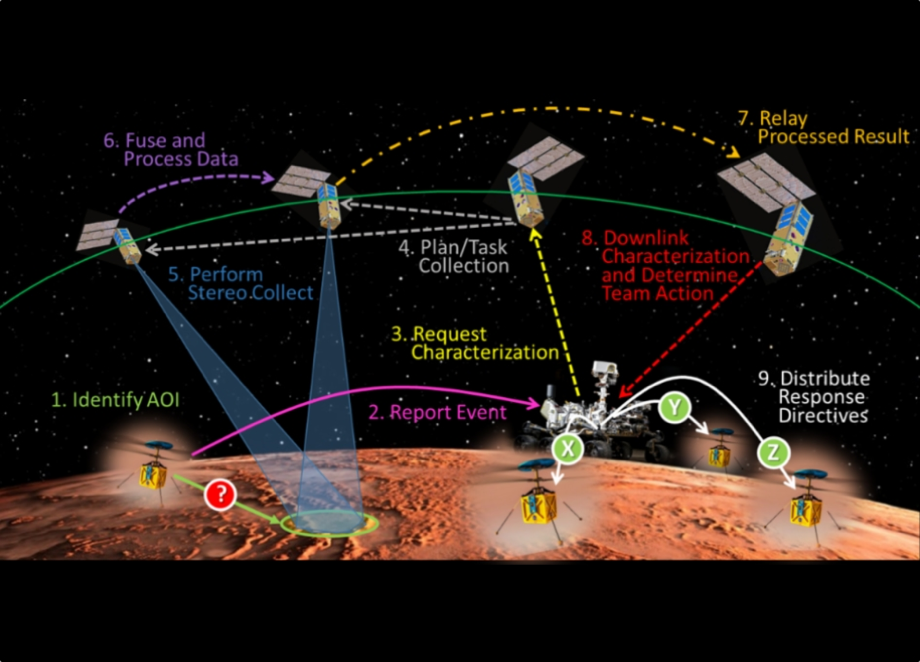 7. Relay
Processed Result
6. Fuse and
Process Data
8. Downlink
Characterization
and Determine
Team Action
4. Plan/Task
Collection
5. Perform
Stereo Collect
3. Request
Characterization
9. Distribute
Response
Directives
1. Identify AOI
2. Report Event
Y
X
Z
?